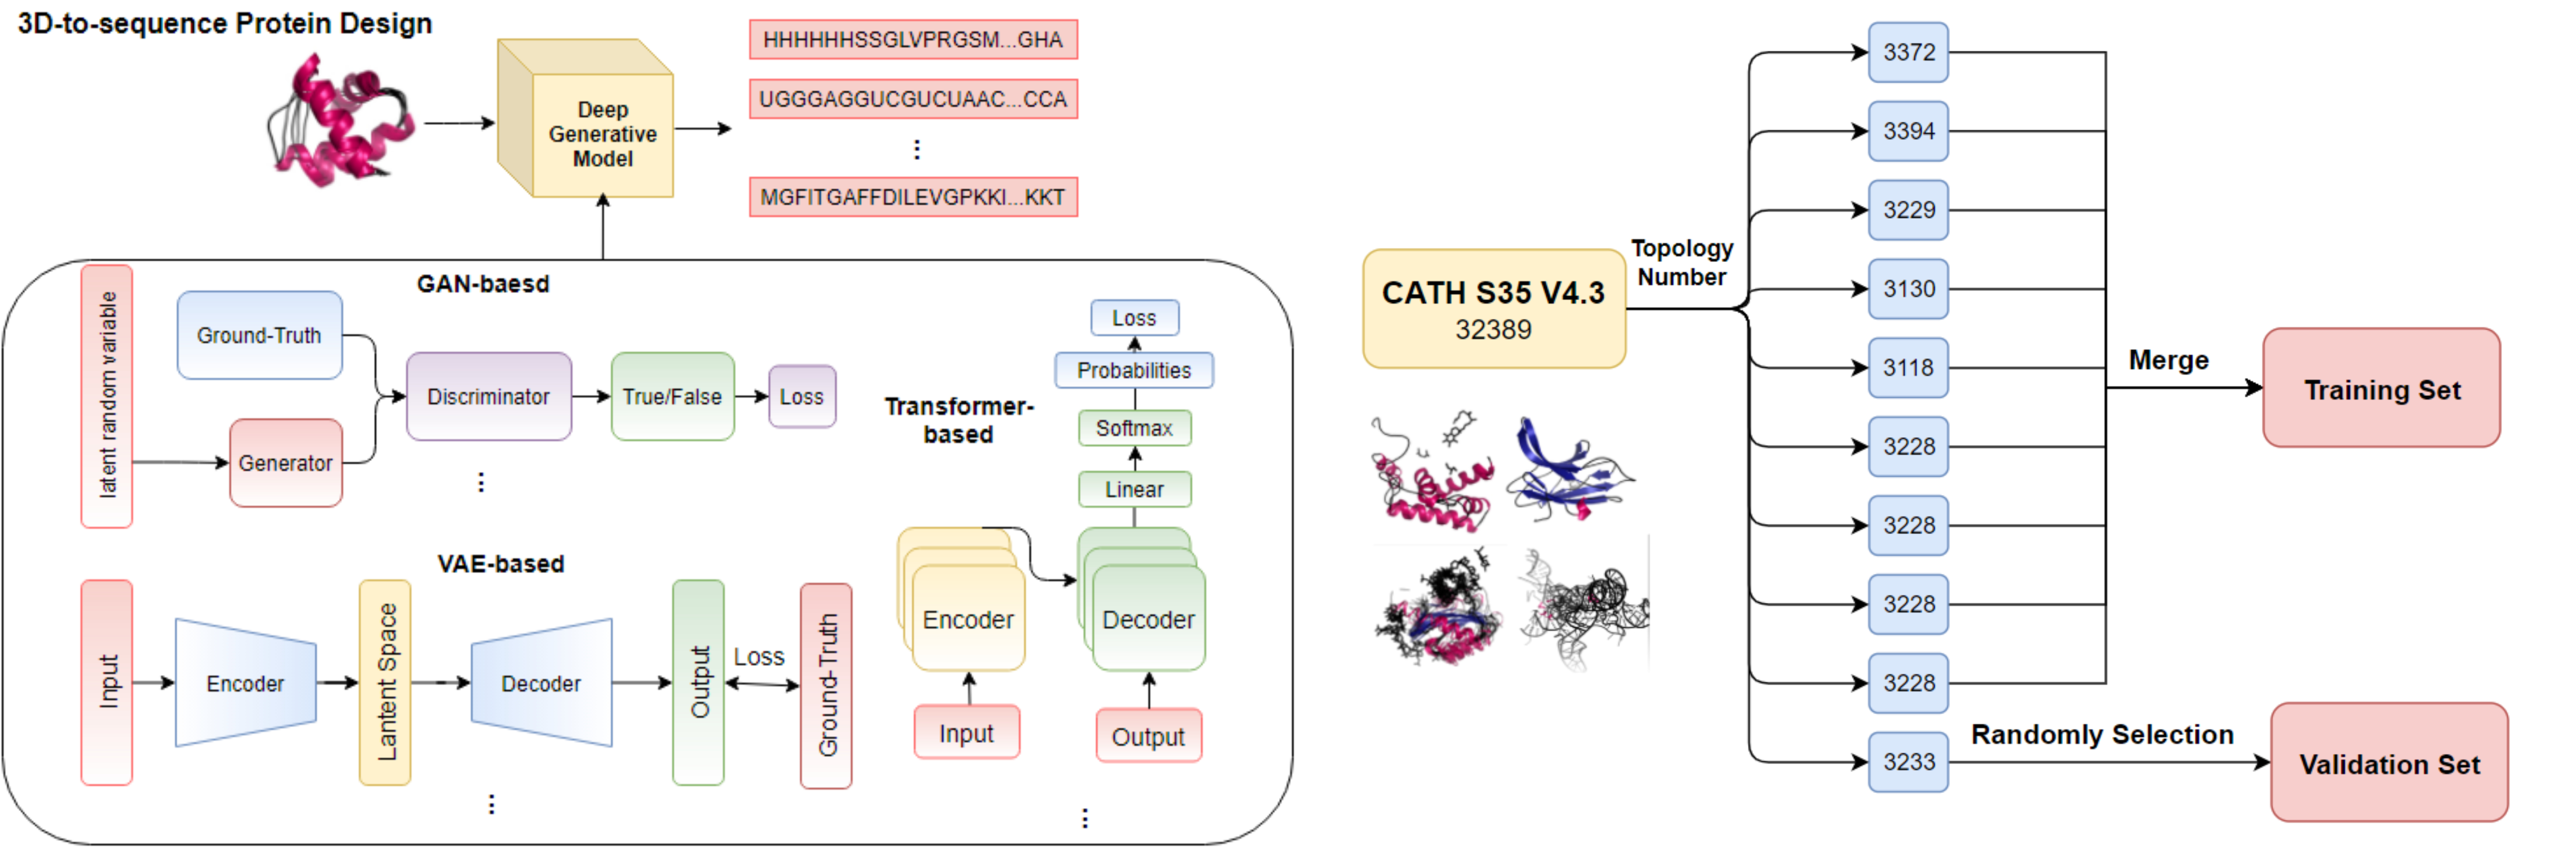 3D-to-sequence Protein Design
Deep
Generative
Model
HHHHHHSSGLVPRGSM...GHA
UGGGAGGUCGUCUAAC...CCA
MGFITGAFFDILEVGPKKI...KKT
GAN-baesd
latent random variable
Ground-Truth
Generator
Discriminator
True/False
Loss
VAE-based
Input
Encoder
Lantent Space
Decoder
Output
Loss
Ground-Truth
Transformer-
based
Loss
Probabilities
Softmax
Linear
Encoder
Decoder
Input
Output
CATH S35 V4.3
32389
Topology
Number
3372
3394
3229
3130
3118
3228
3228
3228
3228
3233
Merge
Training Set
Randomly Selection
Validation Set